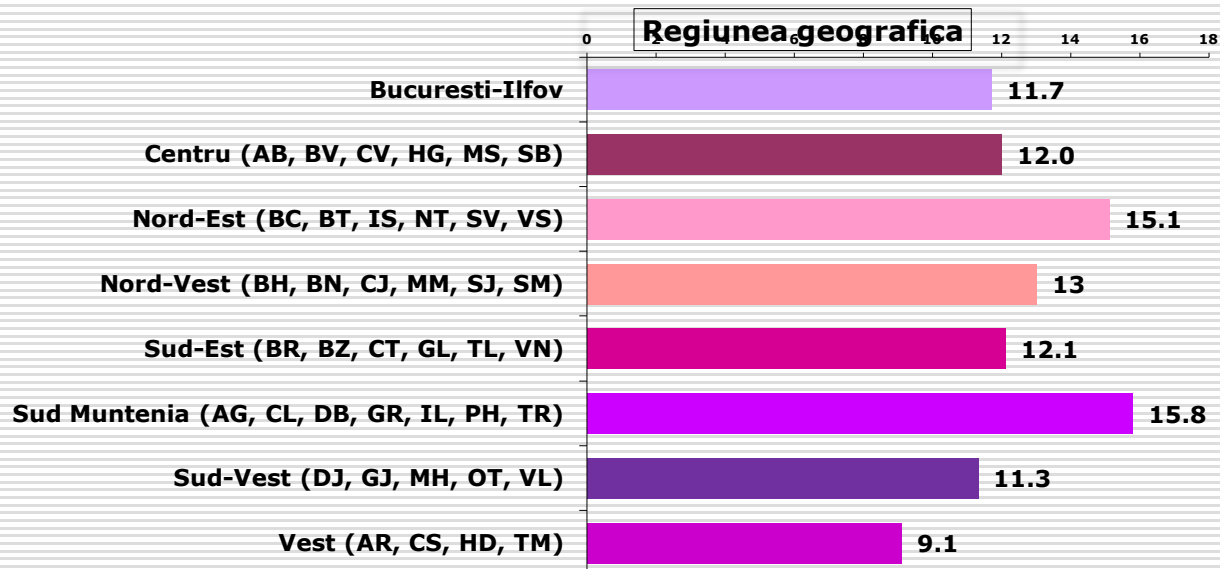 Regiunea geografica
0 2 4 6 8 10 12 14 16 18
Bucuresti-Ilfov 11.7
Centru (AB, BV, CV, HG, MS, SB) 12.0
Nord-Est (BC, BT, IS, NT, SV, VS) 15.1
Nord-Vest (BH, BN, CJ, MM, SJ, SM) 13
Sud-Est (BR, BZ, CT, GL, TL, VN) 12.1
Sud Muntenia (AG, CL, DB, GR, IL, PH, TR) 15.8
Sud-Vest (DJ, GJ, MH, OT, VL) 11.3
Vest (AR, CS, HD, TM) 9.1